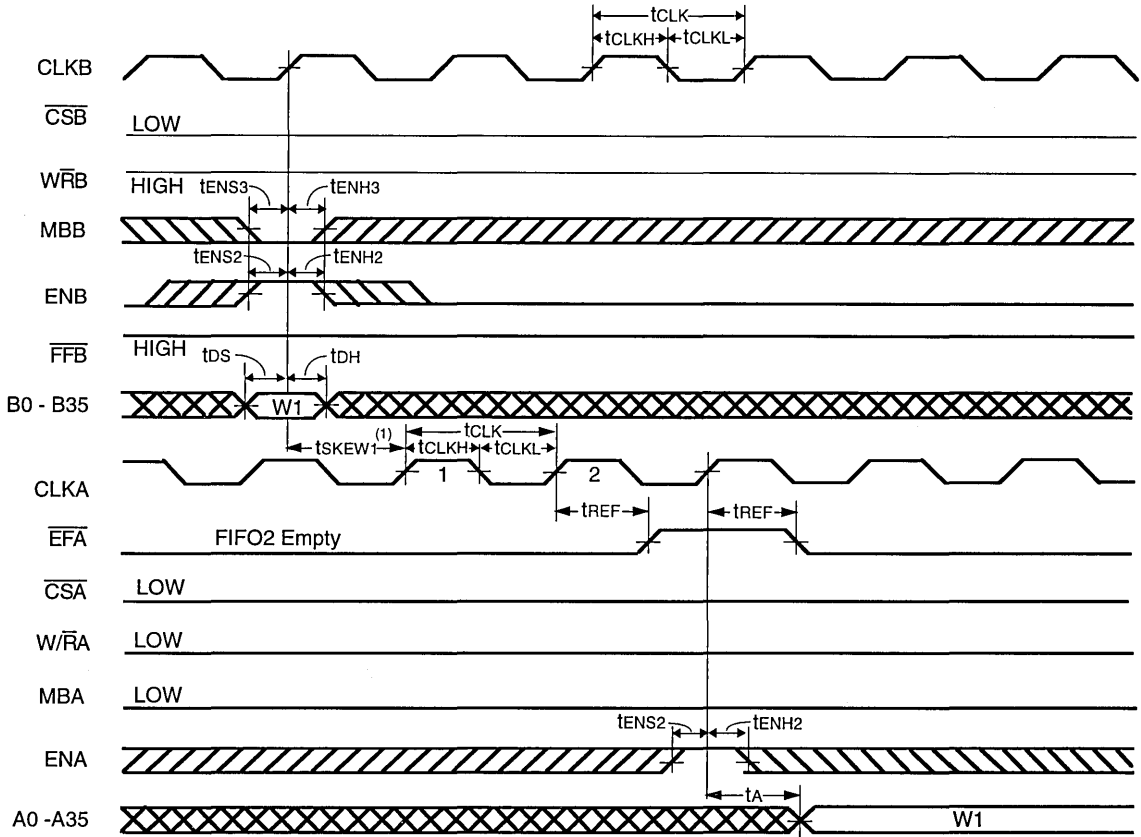 tCLK
tCLKH tCLKL
CLKB
CSB LOW
WRB HIGH tENS3 tENH3
MBB
tENS2 tENH2
ENB
FFB HIGH
tDS tDH
B0 - B35 W1
tCLK
tSKEW1(1) tCLKH tCLKL
CLKA 1 2
tREF tREF
EFA FIFO2 Empty
CSA LOW
W/RA LOW
MBA LOW
tENS2 tENH2
ENA
tA
A0 -A35 W1